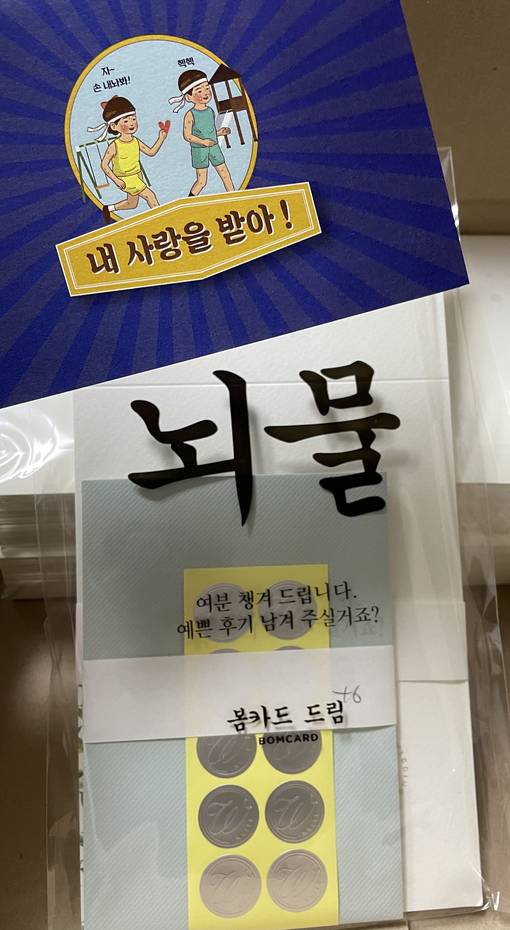 자~
손 내놔봐!
헥헥
내 사랑을 받아!
뇌물
여분 챙겨 드립니다.
예쁜 후기 남겨 주실거죠?
+6
봄카드 드림
BOMCARD
W
W
W
W
W
W